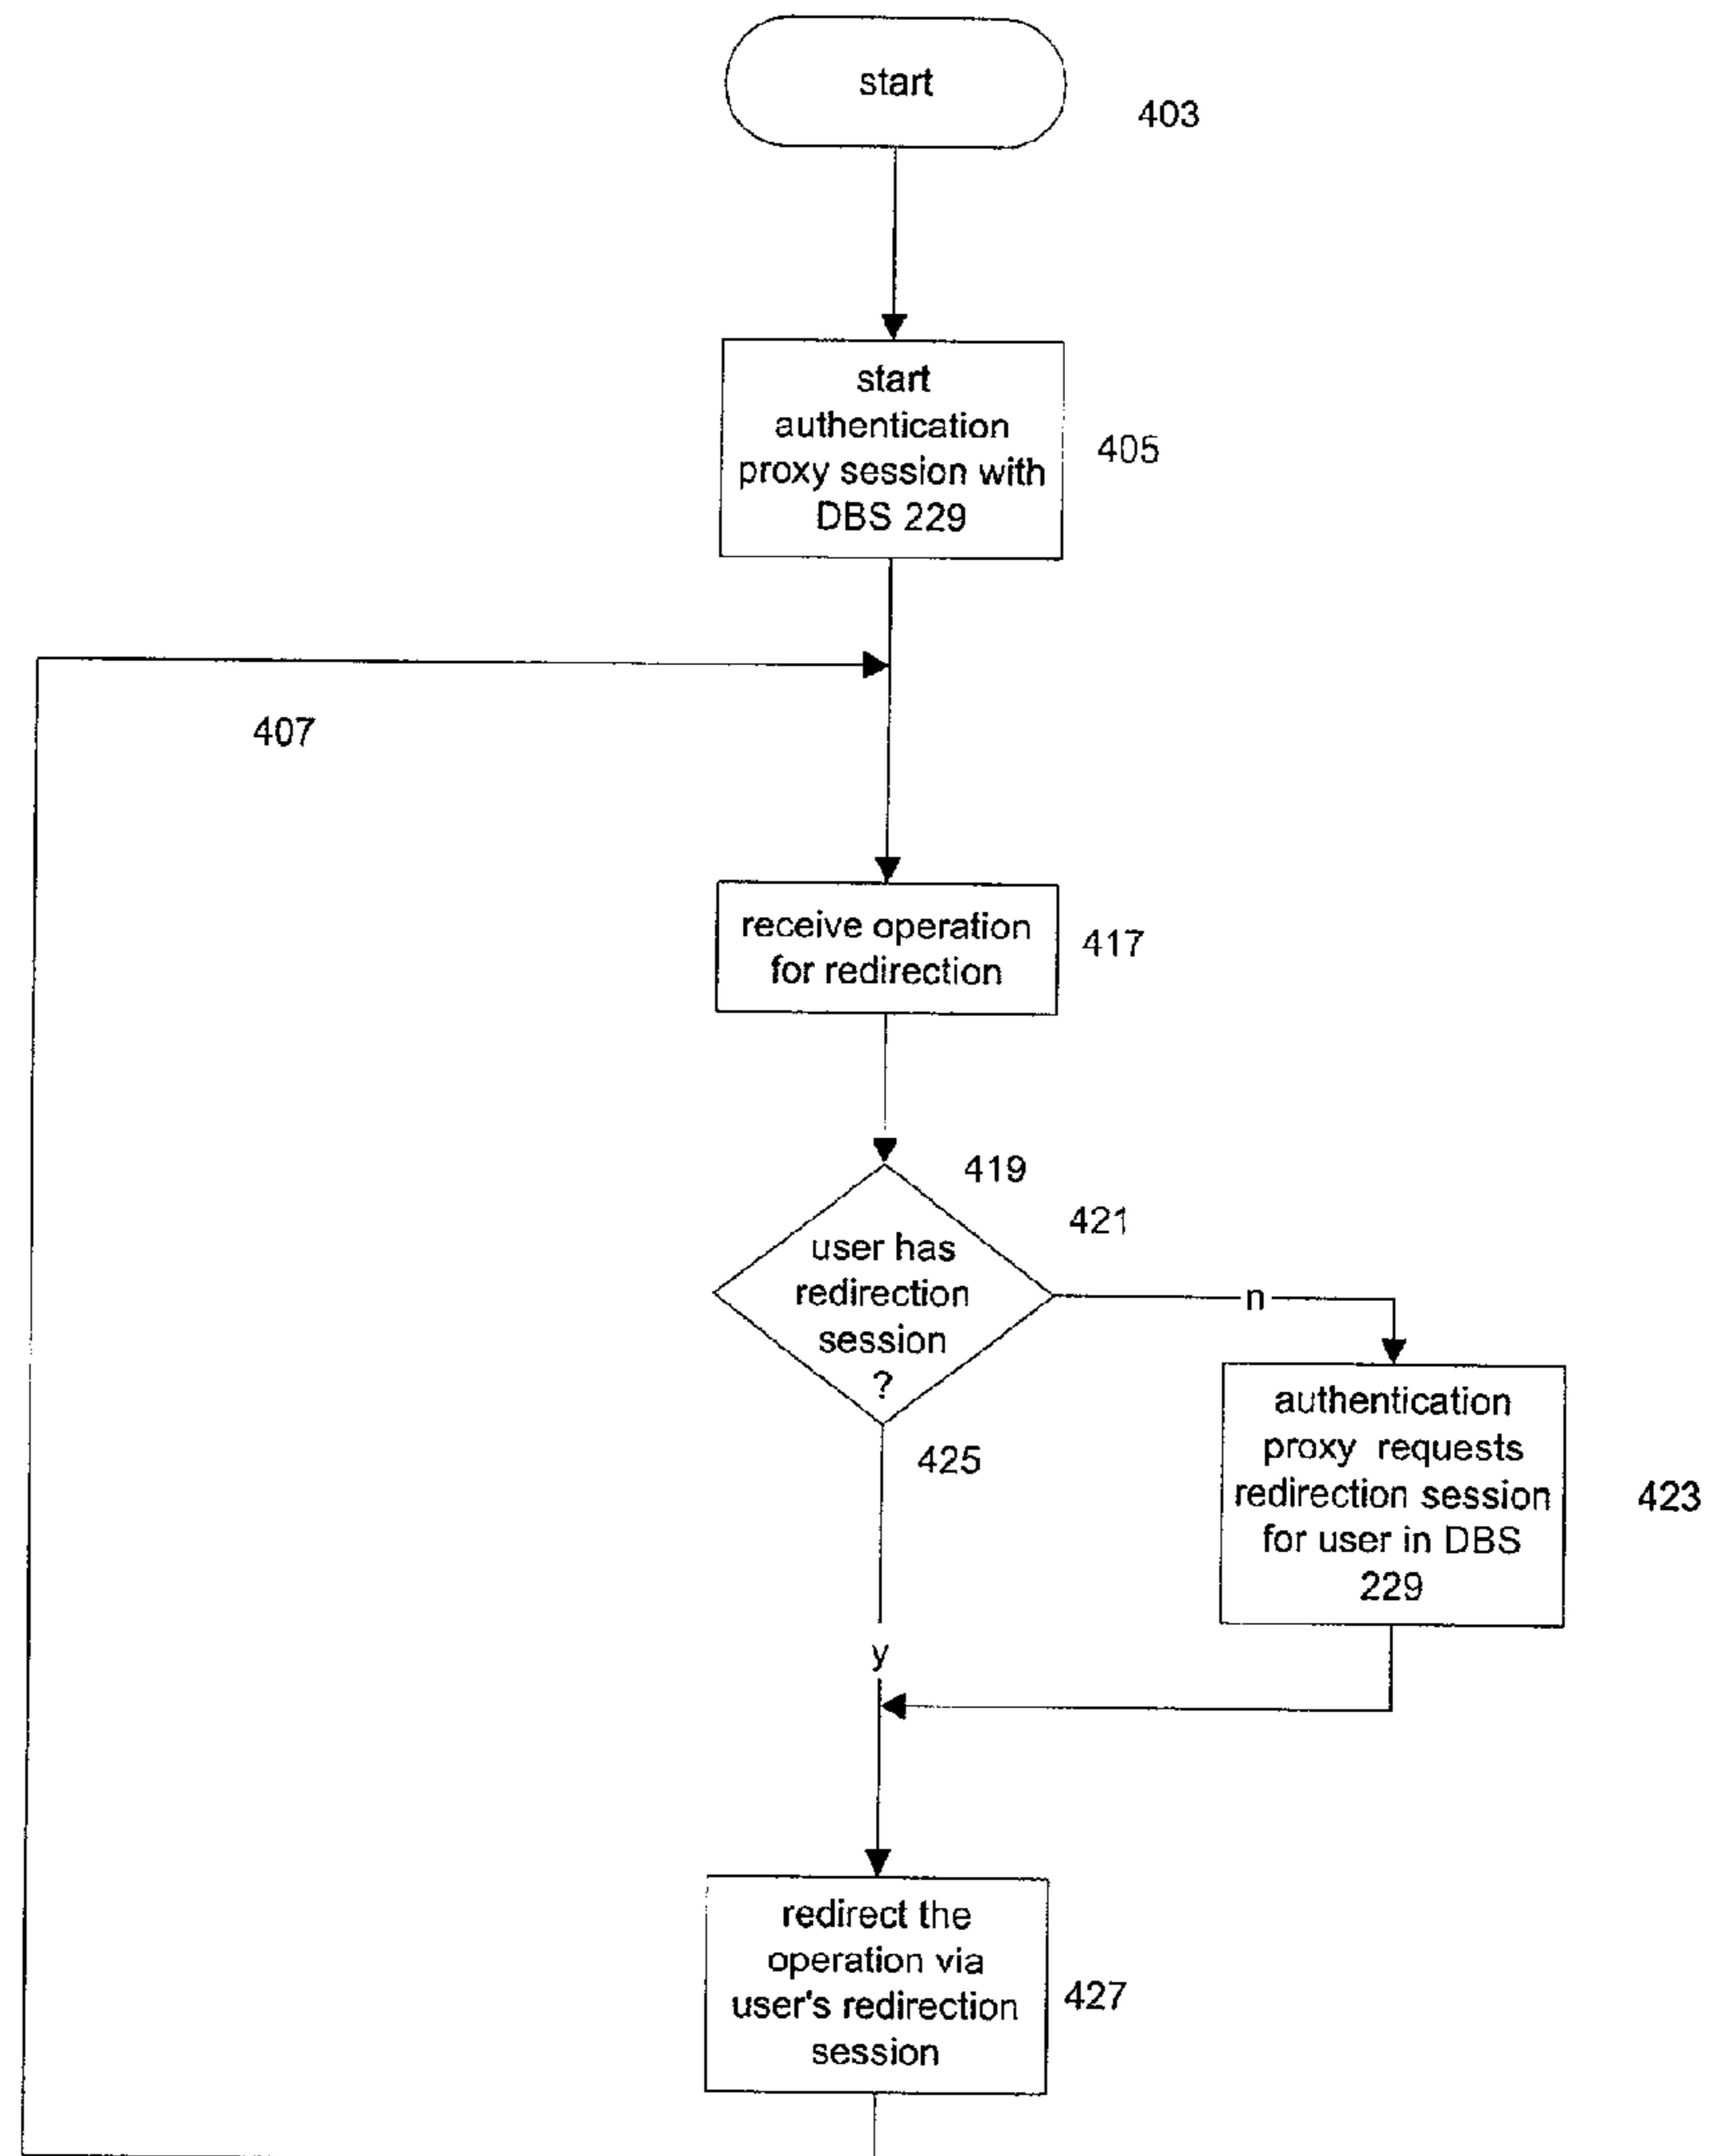 start
403
start
authentication
proxy session with
DBS 229
405
407
receive operation
for redirection
417
419
421
user has
redirection
session
?
n
425
authentication
proxy requests
redirection session
for user in DBS
229
423
y
redirect the
operation via
user's redirection
session
427